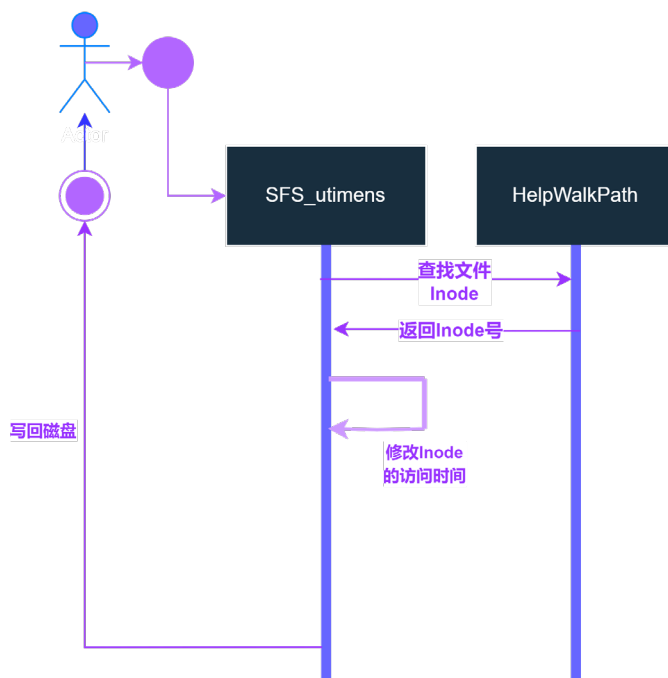 Actor
SFS_utimens
HelpWalkPath
查找文件
Inode
返回Inode号
修改Inode
的访问时间
写回磁盘